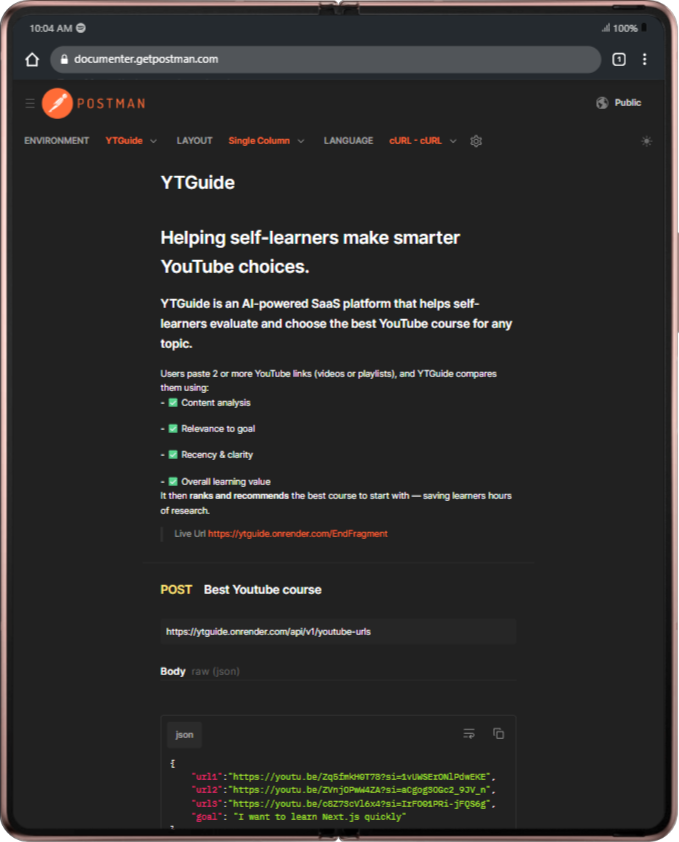 10:04 AM
100%
documenter.getpostman.com
1
POSTMAN
Public
ENVIRONMENT YTGuide LAYOUT Single Column LANGUAGE cURL - cURL
YTGuide
Helping self-learners make smarter
YouTube choices.
YTGuide is an AI-powered SaaS platform that helps self-
learners evaluate and choose the best YouTube course for any
topic.
Users paste 2 or more YouTube links (videos or playlists), and YTGuide compares
them using:
- ✅ Content analysis
- ✅ Relevance to goal
- ✅ Recency & clarity
- ✅ Overall learning value
It then ranks and recommends the best course to start with — saving learners hours
of research.
Live Url https://ytguide.onrender.com/EndFragment
POST Best Youtube course
https://ytguide.onrender.com/api/v1/youtube-urls
Body raw (json)
json
{
"url1":"https://youtu.be/Zq5fmkH0T78?si=1vUWSErONlPdwEKE",
"url2":"https://youtu.be/ZVnjOPwW4ZA?si=aCgog3OGc2_9JV_n",
"url3":"https://youtu.be/c8Z73cVl6x4?si=IrFO01PRi-jFQS6g",
"goal": "I want to learn Next.js quickly"